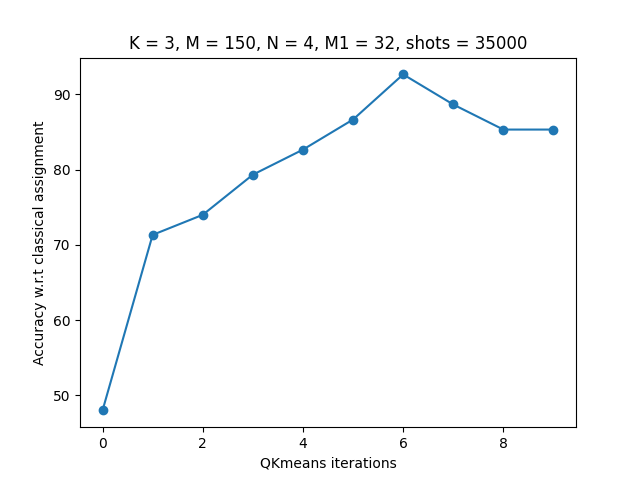 K = 3, M = 150, N = 4, M1 = 32, shots = 35000
Accuracy w.r.t classical assignment
90
80
70
60
50
0 2 4 6 8
QKmeans iterations